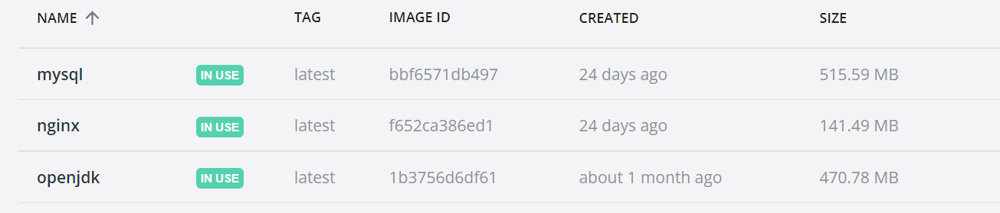 NAME TAG IMAGE ID CREATED SIZE
mysql IN USE latest bbf6571db497 24 days ago 515.59 MB
nginx IN USE latest f652ca386ed1 24 days ago 141.49 MB
openjdk IN USE latest 1b3756d6df61 about 1 month ago 470.78 MB